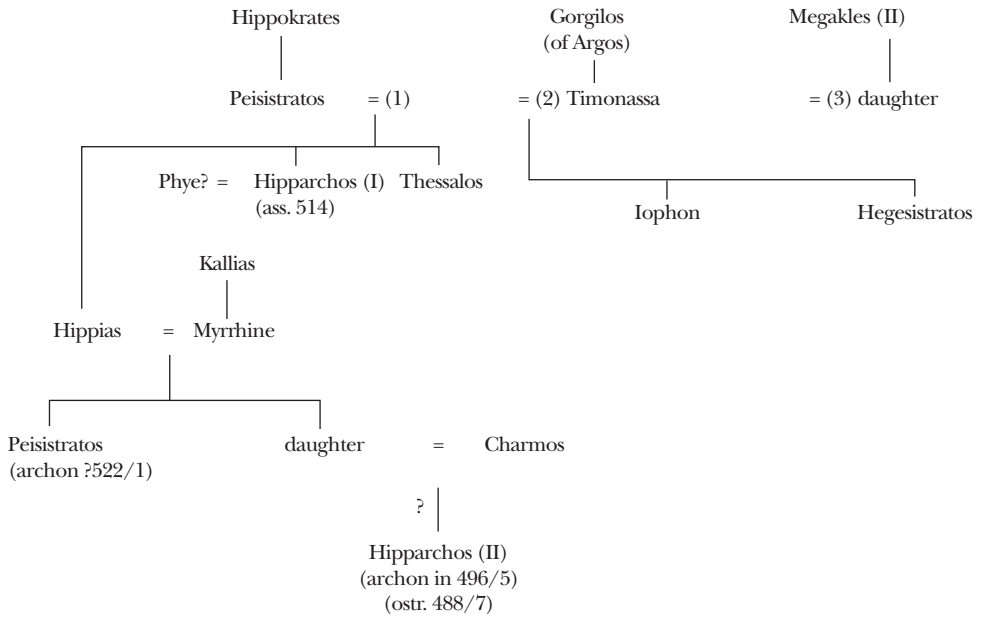 Hippokrates
Gorgilos
(of Argos)
Megakles (II)
Peisistratos = (1)
= (2) Timonassa
= (3) daughter
Phye? = Hipparchos (I) Thessalos
(ass. 514)
Iophon
Hegesistratos
Kallias
Hippias = Myrrhine
Peisistratos
(archon ?522/1)
daughter = Charmos
?
Hipparchos (II)
(archon in 496/5)
(ostr. 488/7)